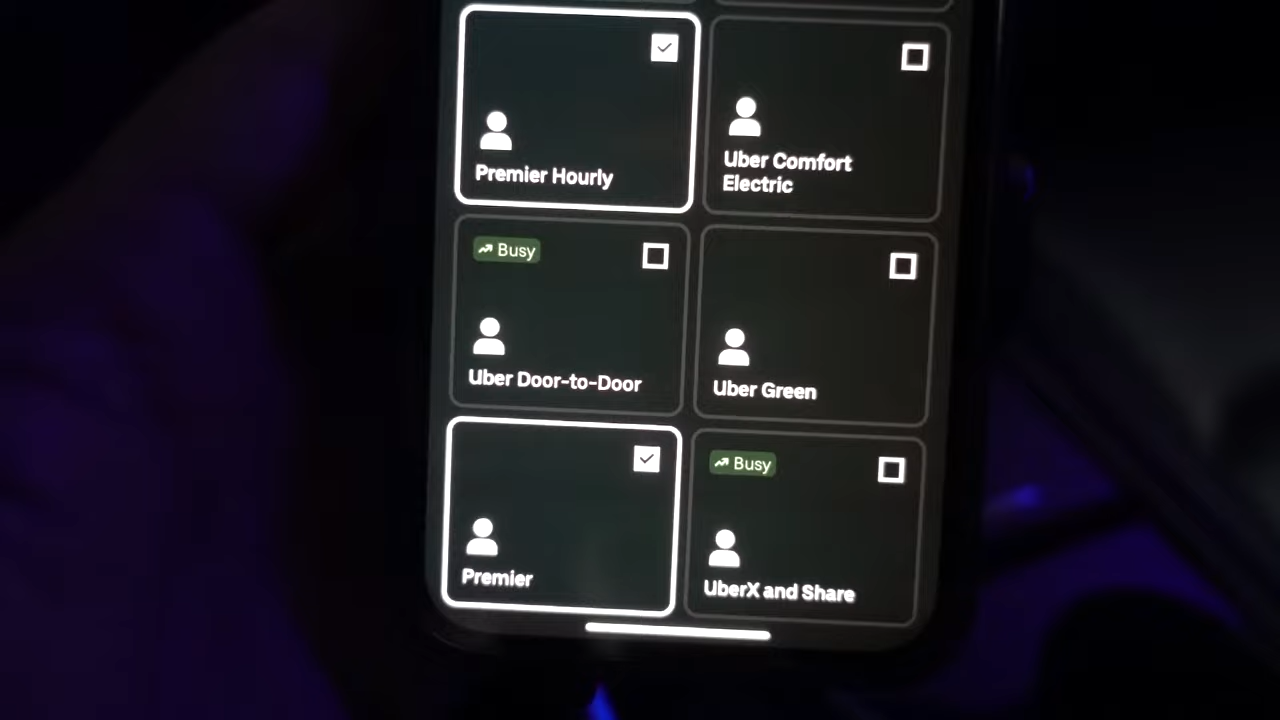 Premier Hourly
Uber Comfort
Electric
Busy
Uber Door-to-Door
Uber Green
Premier
Busy
UberX and Share